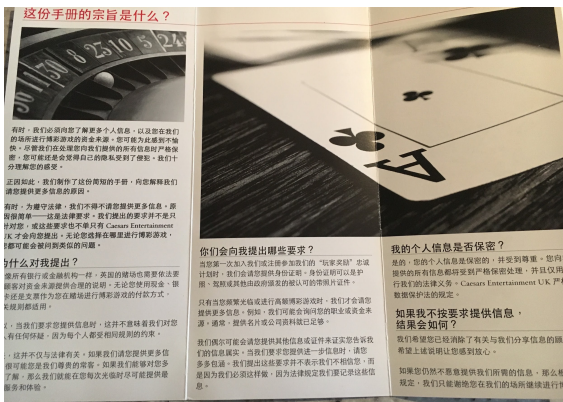 这份手册的宗旨是什么？
有时，我们必须向您了解更多个人信息，以及您在我们
的场所进行博彩游戏的资金来源。您可能为此感到不愉
快。尽管我们在处理您向我们提供的所有信息时严格保
密，您可能还是会觉得自己的隐私受到了侵犯。我们十
分理解您的感受。
正因如此，我们制作了这份简短的手册，向您解释我们
请您提供更多信息的原因。
有时，为遵守法律，我们不得不请您提供更多信息。原
因很简单——这是法律要求。我们提出的要求并不是只
针对您，或这些要求也不单只有 Caesars Entertainment
UK 才会向您提出。无论您选择在哪里进行博彩游戏，
都可能会被问到类似的问题。
为什么对我提出？
像所有银行或金融机构一样，英国的赌场也需要依法要
求顾客对资金来源提供合理的说明。无论您使用现金、银
行卡还是支票作为您在赌场进行博彩游戏的付款方式，
关规则都适用。
，当我们要求您提供信息时，这并不意味着我们对您
有任何怀疑，因为每个人都受相同规则的约束。
，这并不仅与法律有关。如果我们请您提供更多信
很可能您是我们尊贵的常客。如果我们能够对您多
了解，那么我们就能在您每次光临时尽可能提供最
服务和体验。
你们会向我提出哪些要求？
当您第一次加入我们或注册参加我们的“玩家奖励”忠诚
计划时，我们会请您提供身份证明。身份证明可以是护
照、驾照或其他由政府颁发的被认可的带照片证件。
只有当您频繁光临或进行高额博彩游戏时，我们才会请您
提供更多信息。例如，我们可能会询问您的职业或资金来
源。通常，提供名片或公司资料就已足够。
我们偶尔可能会请您提供其他信息或证件来证实您告诉我
们的信息属实。当我们要求您提供进一步信息时，请您
多多包涵。我们提出这些要求并不表示我们不相信您，而
是因为我们必须这样做，因为法律规定我们要记录这些信
息。
我的个人信息是否保密？
是的，您的个人信息是保密的，并受到尊重。您向
提供的所有信息都将受到严格保密处理，并且仅用
行我们的法律义务。Caesars Entertainment UK 严
数据保护法的规定。
如果我不按要求提供信息，
结果会如何？
我们希望您已经消除了有关与我们分享信息的顾
希望上述说明让您感到放心。
如果您仍然不愿意提供我们所需的信息，那么根
规定，我们只能谢绝您在我们的场所继续进行博